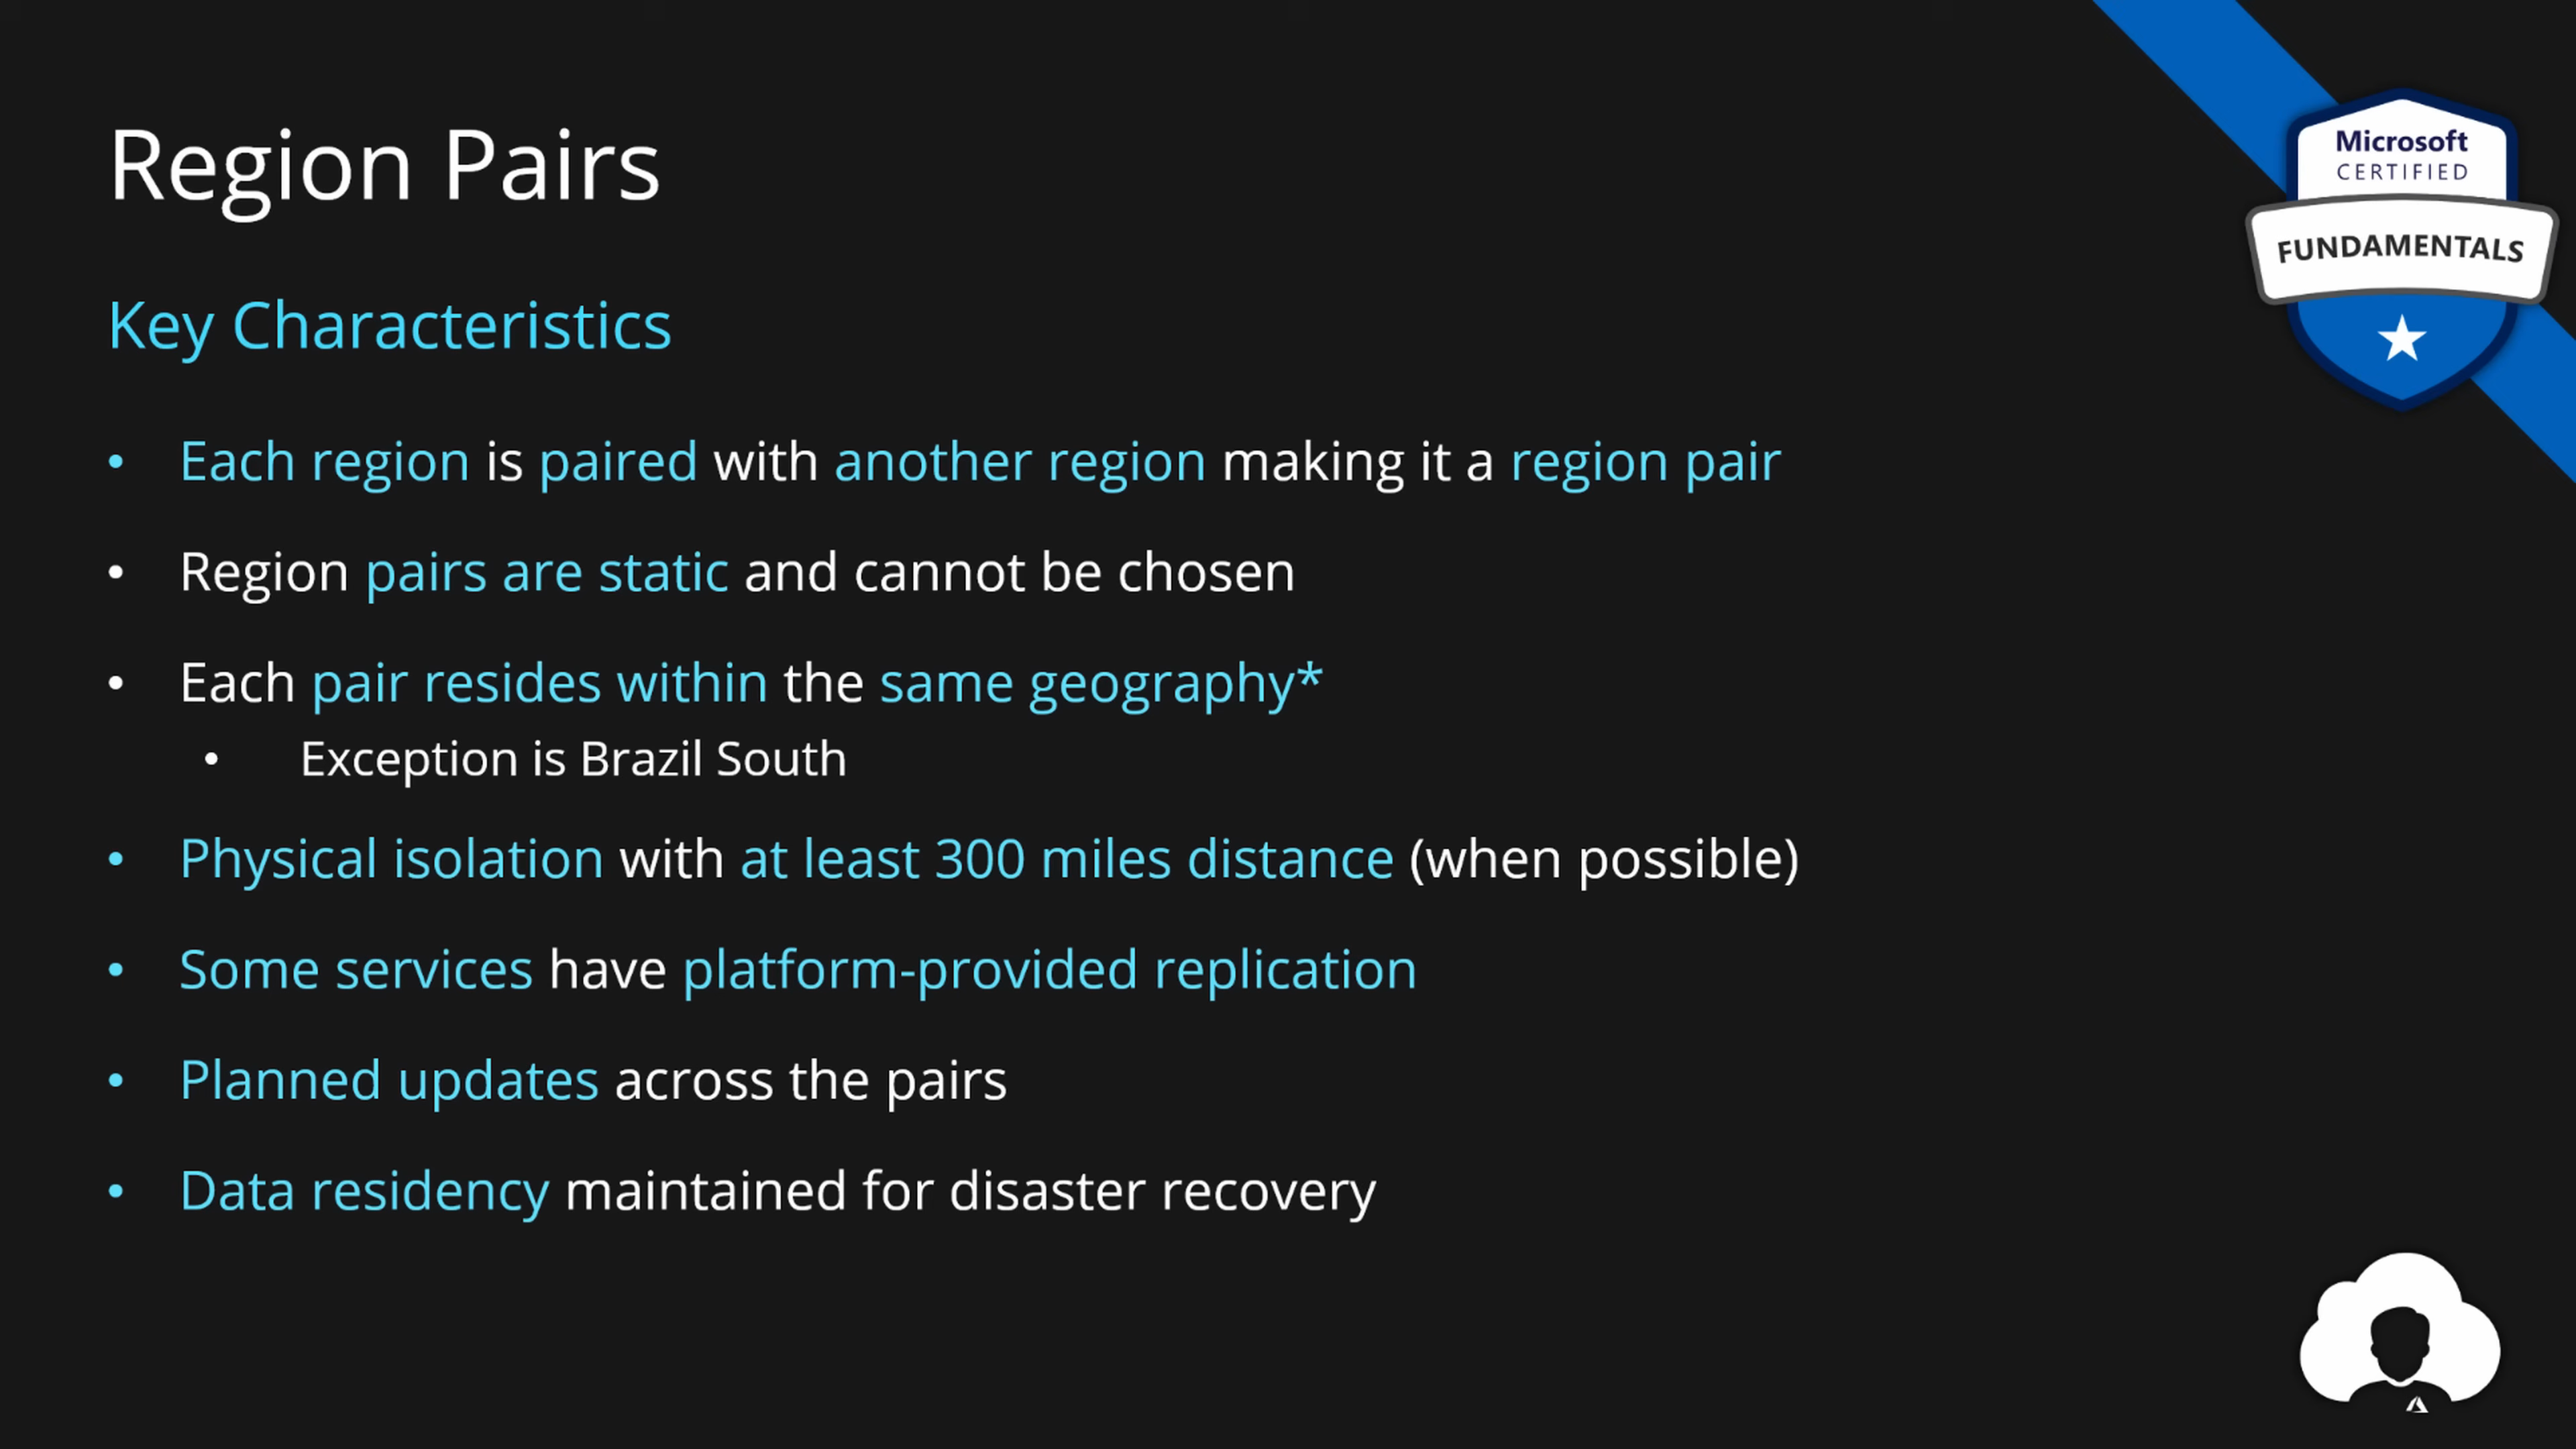 Region Pairs
Microsoft
CERTIFIED
FUNDAMENTALS
Key Characteristics
• Each region is paired with another region making it a region pair
• Region pairs are static and cannot be chosen
• Each pair resides within the same geography*
• Exception is Brazil South
• Physical isolation with at least 300 miles distance (when possible)
• Some services have platform-provided replication
• Planned updates across the pairs
• Data residency maintained for disaster recovery